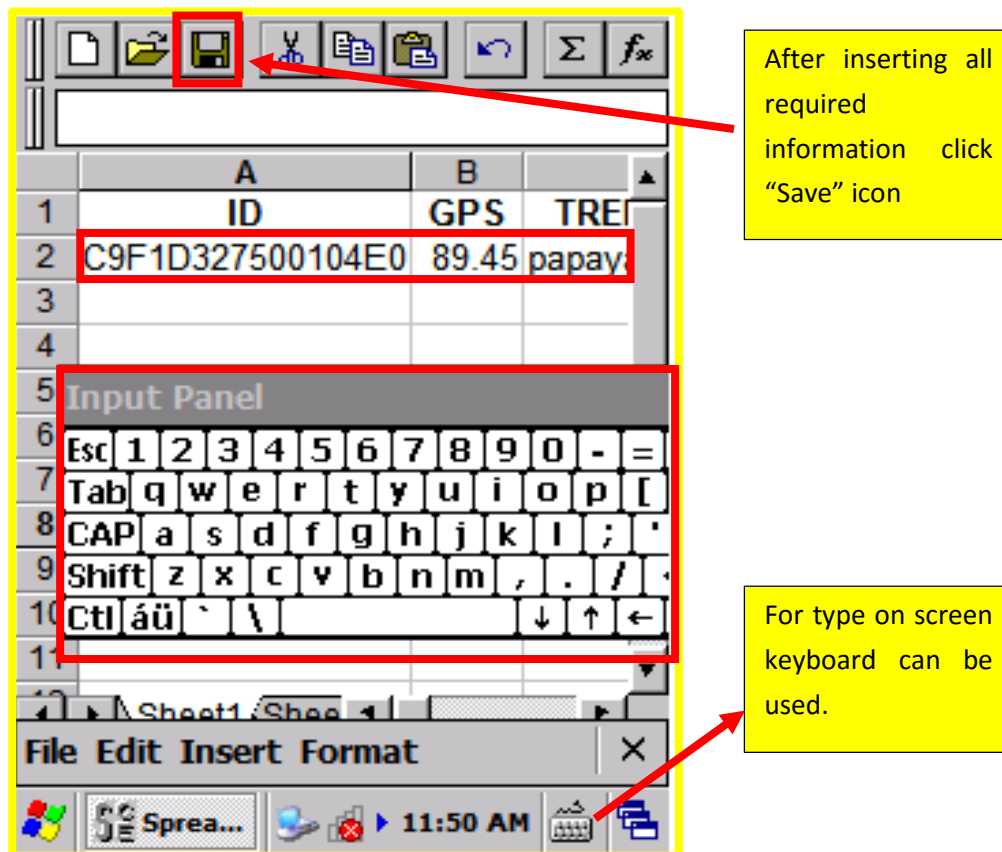 Σ fx
After inserting all
required
information click
“Save” icon
A B
1 ID GPS
2 C9F1D327500104E0 89.45
3
4
5 Input Panel
6 Esc 1 2 3 4 5 6 7 8 9 0 - =
7 Tab q w e r t y u i o p [
8 CAP a s d f g h j k l ; '
9 Shift z x c v b n m , . /
10 Ctl áü ` \ ↓ ↑ ←
11
Sheet1
File Edit Insert Format ×
Sprea... 11:50 AM
For type on screen
keyboard can be
used.